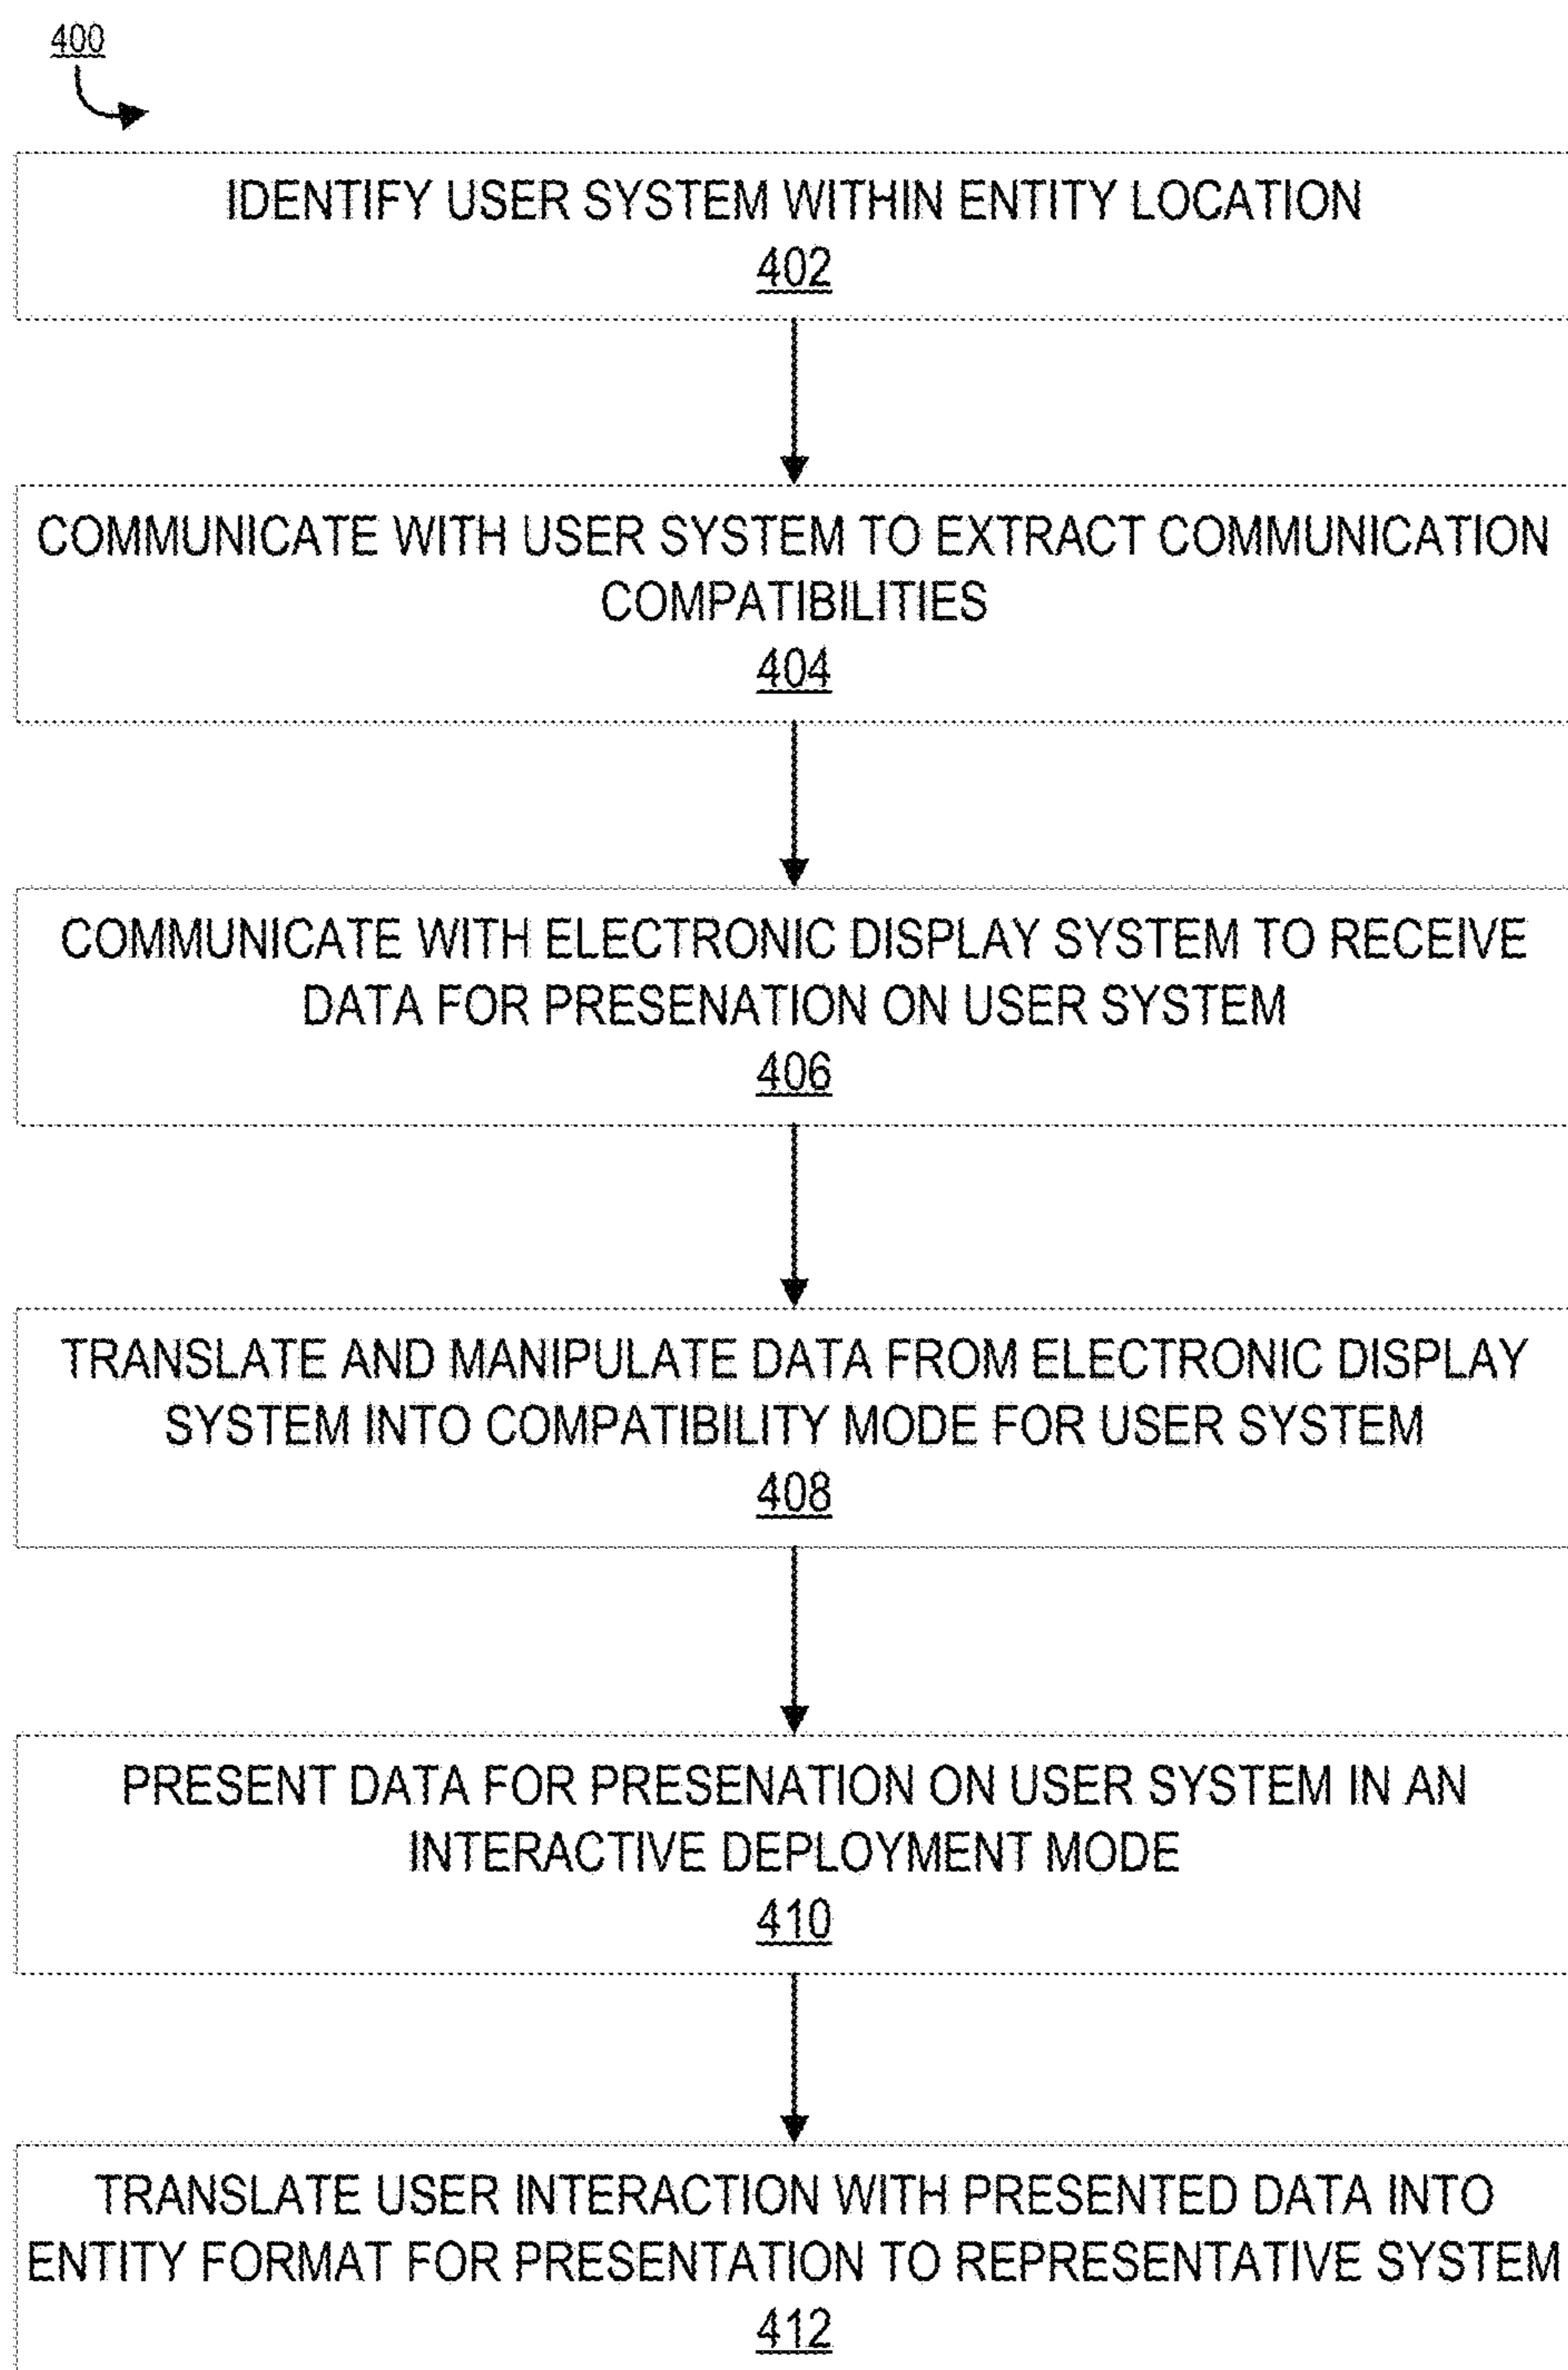 400
IDENTIFY USER SYSTEM WITHIN ENTITY LOCATION
402
COMMUNICATE WITH USER SYSTEM TO EXTRACT COMMUNICATION
COMPATIBILITIES
404
COMMUNICATE WITH ELECTRONIC DISPLAY SYSTEM TO RECEIVE
DATA FOR PRESENATION ON USER SYSTEM
406
TRANSLATE AND MANIPULATE DATA FROM ELECTRONIC DISPLAY
SYSTEM INTO COMPATIBILITY MODE FOR USER SYSTEM
408
PRESENT DATA FOR PRESENATION ON USER SYSTEM IN AN
INTERACTIVE DEPLOYMENT MODE
410
TRANSLATE USER INTERACTION WITH PRESENTED DATA INTO
ENTITY FORMAT FOR PRESENTATION TO REPRESENTATIVE SYSTEM
412